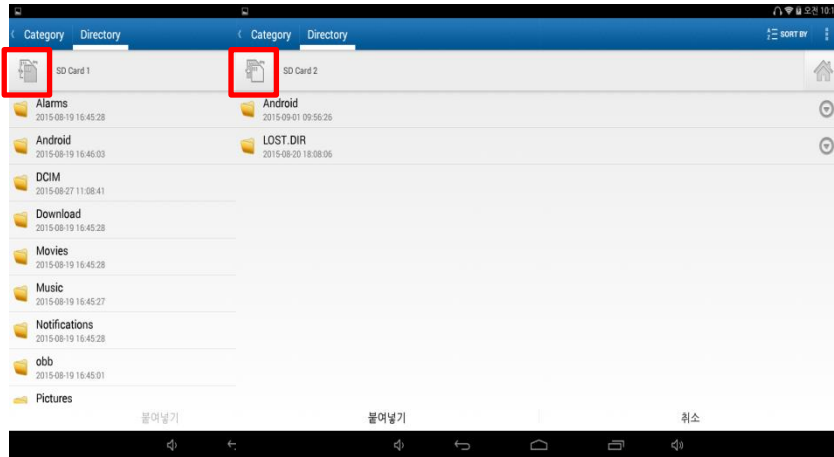 Category Directory
SD Card 1
Alarms
2015-08-19 16:45:28
Android
2015-08-19 16:46:03
DCIM
2015-08-27 11:08:41
Download
2015-08-19 16:45:28
Movies
2015-08-19 16:45:28
Music
2015-08-19 16:45:27
Notifications
2015-08-19 16:45:28
obb
2015-08-19 16:45:01
Pictures
붙여넣기
오전 10:1
Category Directory SORT BY
SD Card 2
Android
2015-09-01 09:56:26
LOST.DIR
2015-08-20 18:08:06
붙여넣기 취소